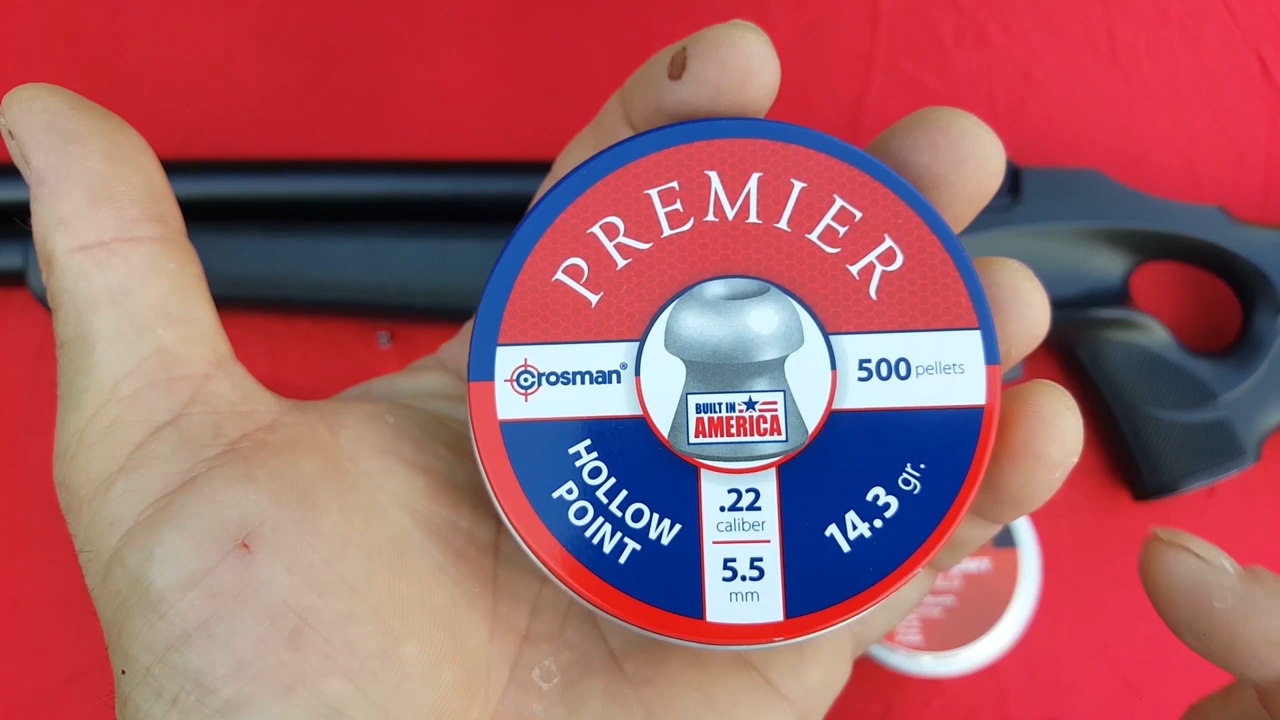 PREMIER
Crosman®
500 pellets
BUILT IN
AMERICA
HOLLOW
POINT
.22
caliber
5.5
mm
14.3 gr.